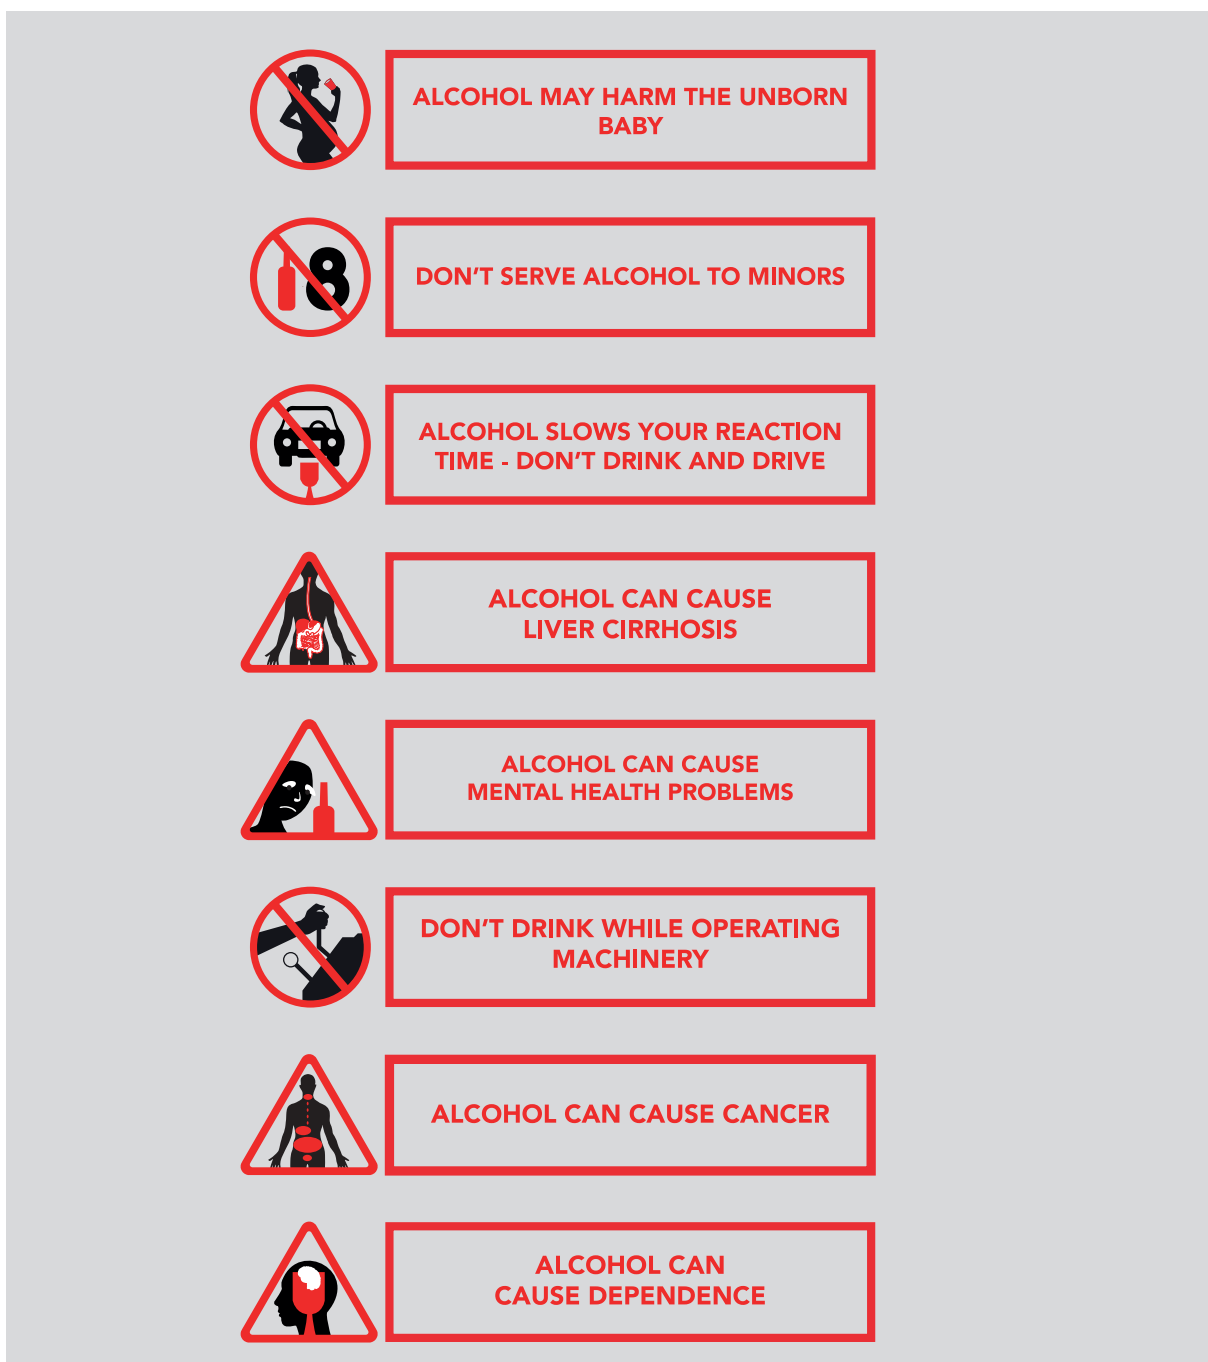 ALCOHOL MAY HARM THE UNBORN
BABY
18
DON'T SERVE ALCOHOL TO MINORS
ALCOHOL SLOWS YOUR REACTION
TIME - DON'T DRINK AND DRIVE
ALCOHOL CAN CAUSE
LIVER CIRRHOSIS
ALCOHOL CAN CAUSE
MENTAL HEALTH PROBLEMS
DON'T DRINK WHILE OPERATING
MACHINERY
ALCOHOL CAN CAUSE CANCER
ALCOHOL CAN
CAUSE DEPENDENCE